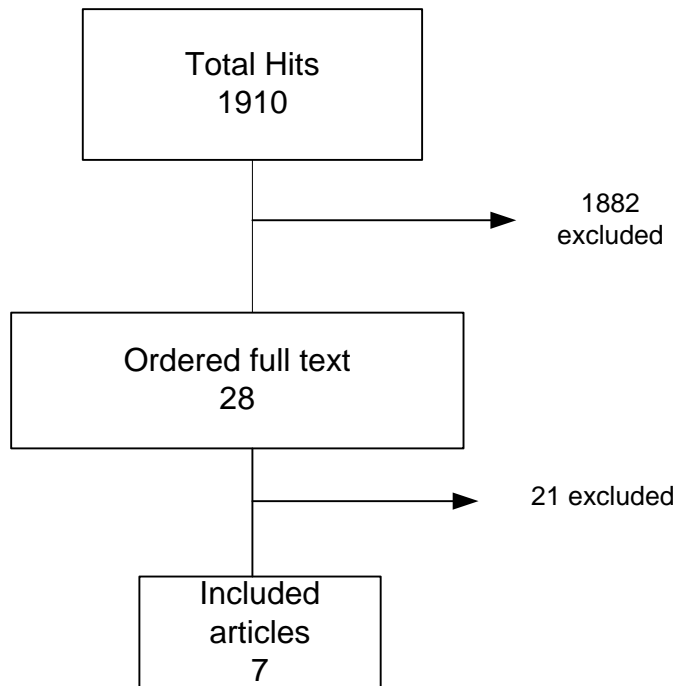 Total Hits
1910
1882
excluded
Ordered full text
28
21 excluded
Included
articles
7